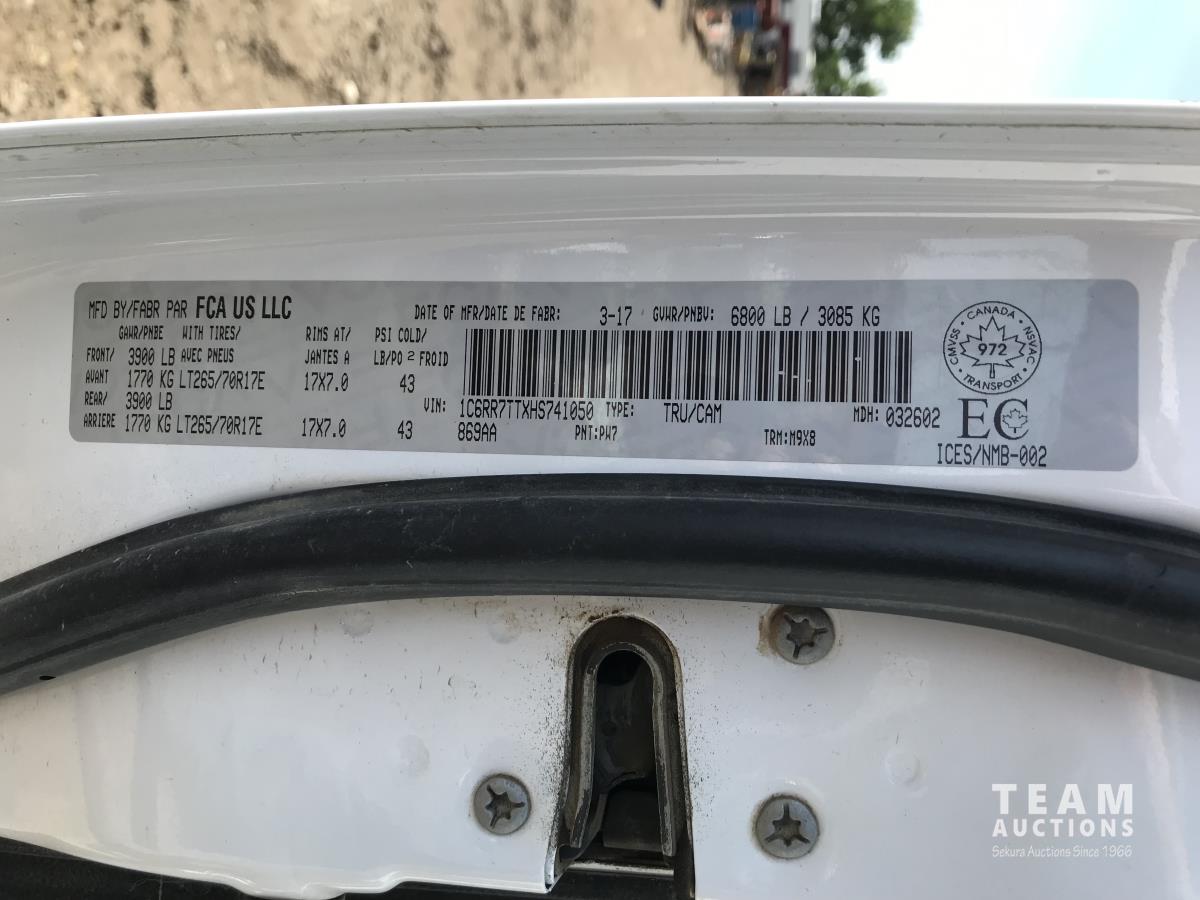 MFD BY/FABR PAR FCA US LLC
DATE OF MFR/DATE DE FABR: 3-17 GVWR/PNBV: 6800 LB / 3085 KG
GAWR/PNBE WITH TIRES/ RIMS AT/ PSI COLD/
FRONT/ 3900 LB AVEC PNEUS JANTES A LB/PO 2 FROID
AVANT 1770 KG LT265/70R17E 17X7.0 43
REAR/ 3900 LB
ARRIERE 1770 KG LT265/70R17E 17X7.0 43
VIN: 1C6RR7TTXHS741050 TYPE: TRU/CAM MDH: 032602
869AA PNT:PW7 TRM:M9X8
CANADA
CMVSS 972 NSVAC
TRANSPORT
EC
ICES/NMB-002
TEAM
AUCTIONS
Sekura Auctions Since 1966